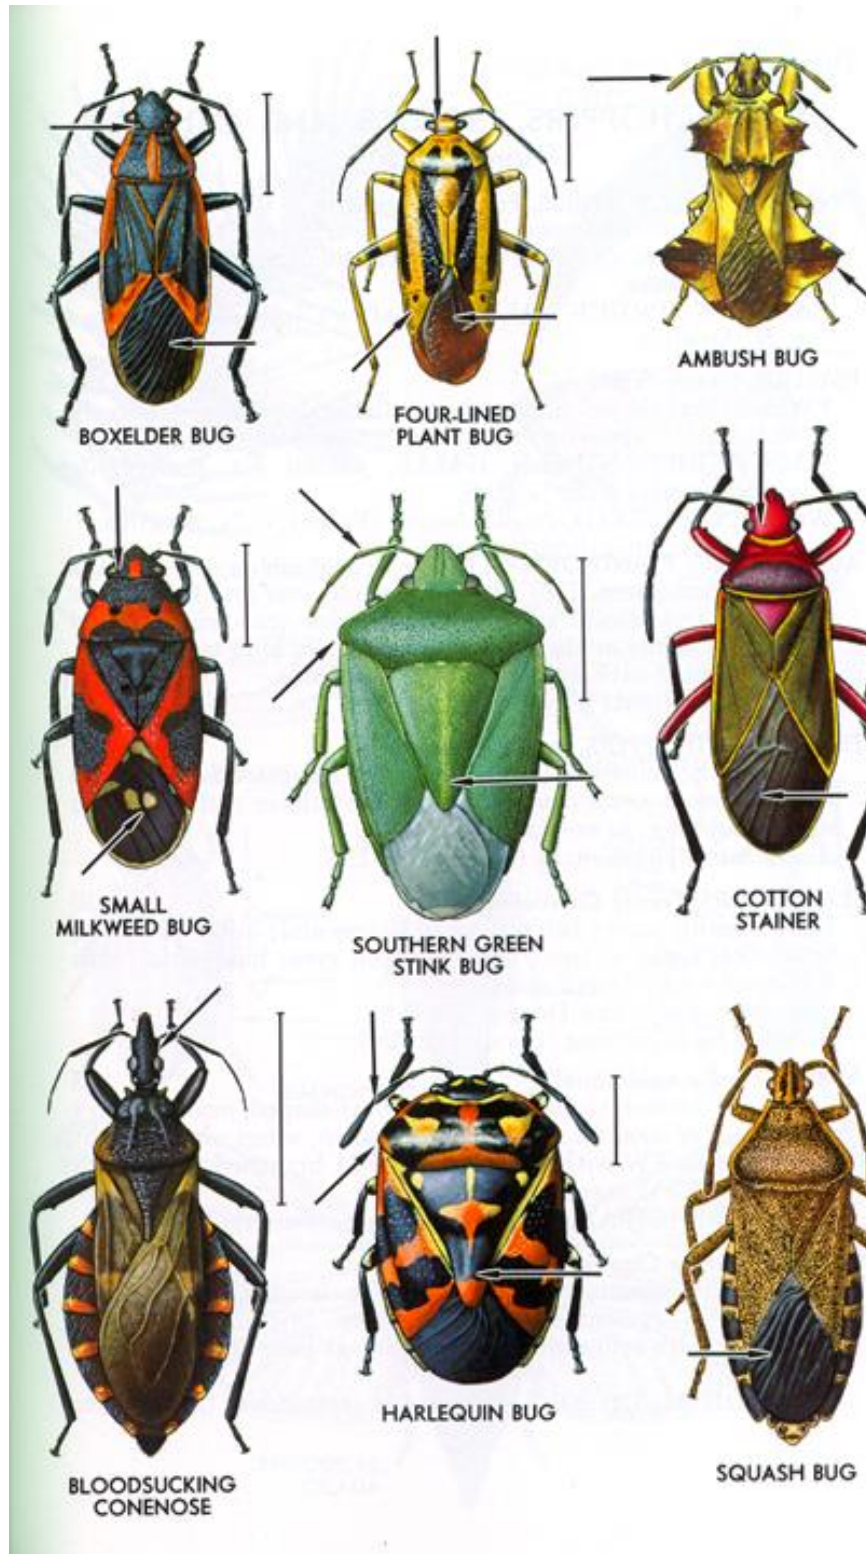 BOXELDER BUG
FOUR-LINED
PLANT BUG
AMBUSH BUG
SMALL
MILKWEED BUG
SOUTHERN GREEN
STINK BUG
COTTON
STAINER
BLOODSUCKING
CONENOSE
HARLEQUIN BUG
SQUASH BUG